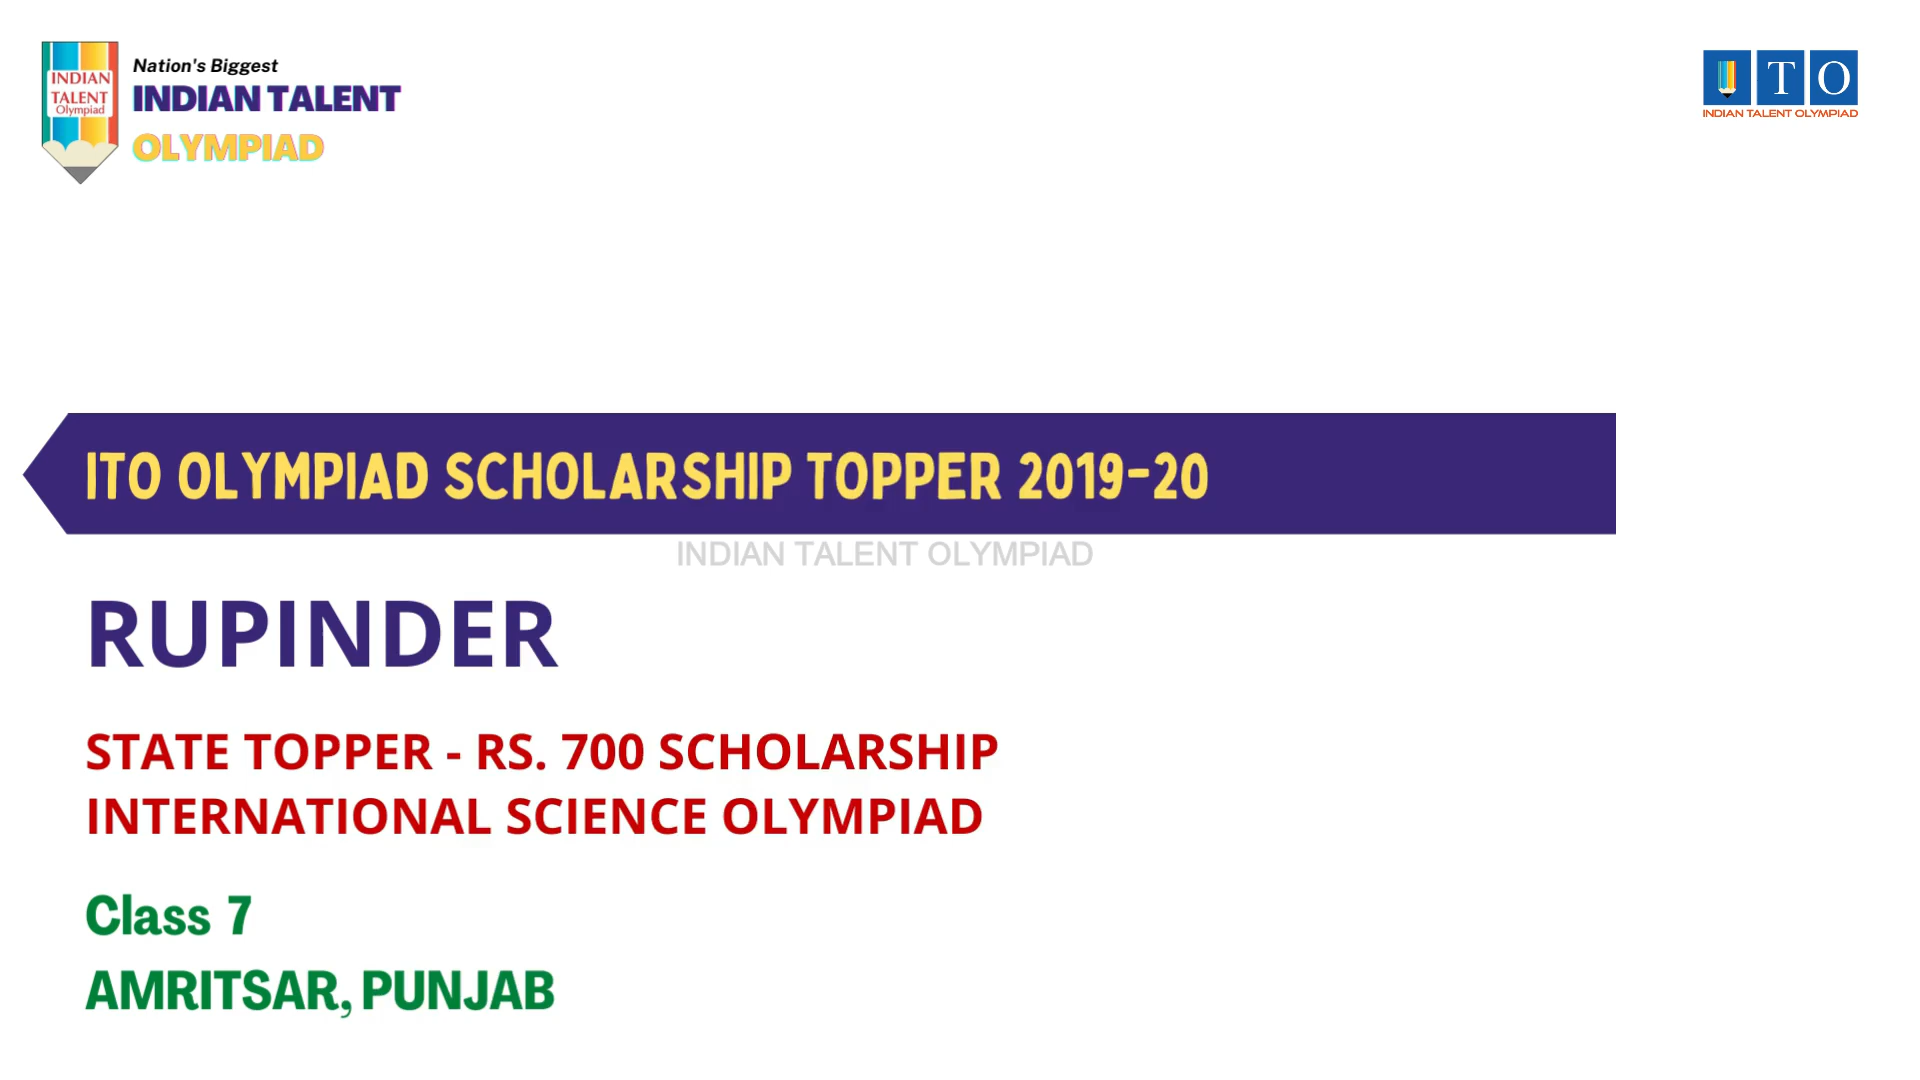 INDIAN
TALENT
Olympiad
Nation's Biggest
INDIAN TALENT
OLYMPIAD
T O
INDIAN TALENT OLYMPIAD
ITO OLYMPIAD SCHOLARSHIP TOPPER 2019-20
INDIAN TALENT OLYMPIAD
RUPINDER
STATE TOPPER - RS. 700 SCHOLARSHIP
INTERNATIONAL SCIENCE OLYMPIAD
Class 7
AMRITSAR, PUNJAB